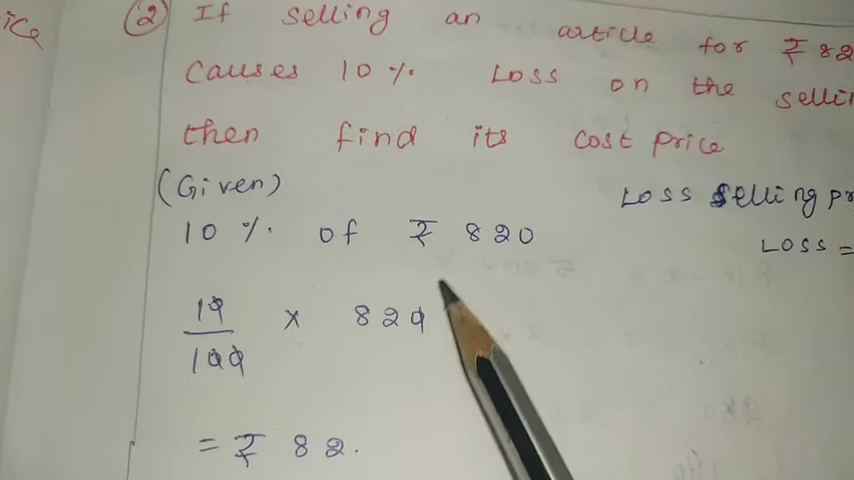 ice
② If selling an article for ₹ 82
causes 10 %. Loss on the selli
then find its cost price
(Given)
Loss selling pr
10 %. of ₹ 820
Loss =
10/100 x 820
= ₹ 82.